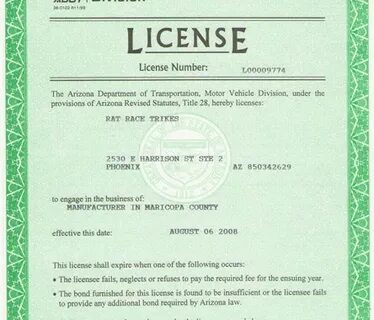 36-0102 R11/99
LICENSE
License Number: L00009774
The Arizona Department of Transportation, Motor Vehicle Division, under the
provisions of Arizona Revised Statutes, Title 28, hereby licenses:
RAT RACE TRIKES
2530 E HARRISON ST STE 2
PHOENIX AZ 850342629
to engage in the business of:
MANUFACTURER IN MARICOPA COUNTY
effective this date: AUGUST 06 2008
This license shall expire when one of the following occurs:
• The licensee fails, neglects or refuses to pay the required fee for the ensuing year.
• The bond furnished for this license is found to be insufficient or the licensee fails
to provide any additional bond required by Arizona law.